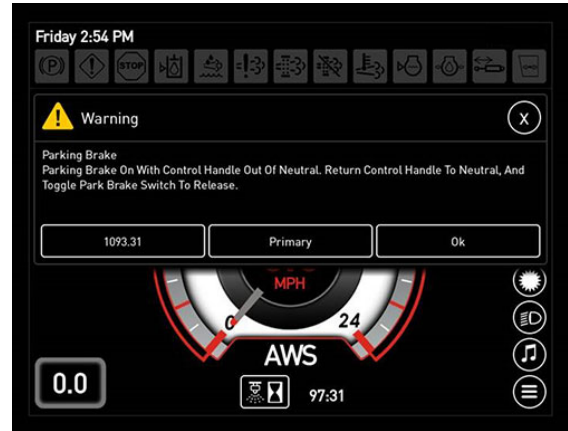 Friday 2:54 PM
(P)
STOP
Warning
X
Parking Brake
Parking Brake On With Control Handle Out Of Neutral. Return Control Handle To Neutral, And
Toggle Park Brake Switch To Release.
1093.31 Primary Ok
MPH
0 24
AWS
0.0
97:31